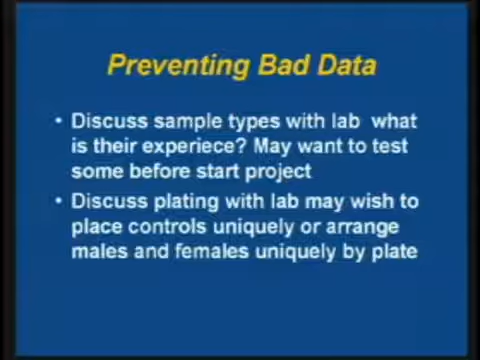 Preventing Bad Data
• Discuss sample types with lab what
is their experiece? May want to test
some before start project
• Discuss plating with lab may wish to
place controls uniquely or arrange
males and females uniquely by plate